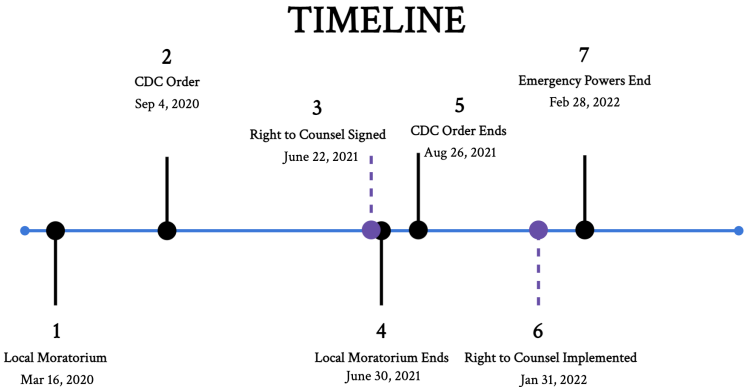 TIMELINE
2
CDC Order
Sep 4, 2020
7
Emergency Powers End
Feb 28, 2022
3
Right to Counsel Signed
June 22, 2021
5
CDC Order Ends
Aug 26, 2021
1
Local Moratorium
Mar 16, 2020
4
Local Moratorium Ends
June 30, 2021
6
Right to Counsel Implemented
Jan 31, 2022